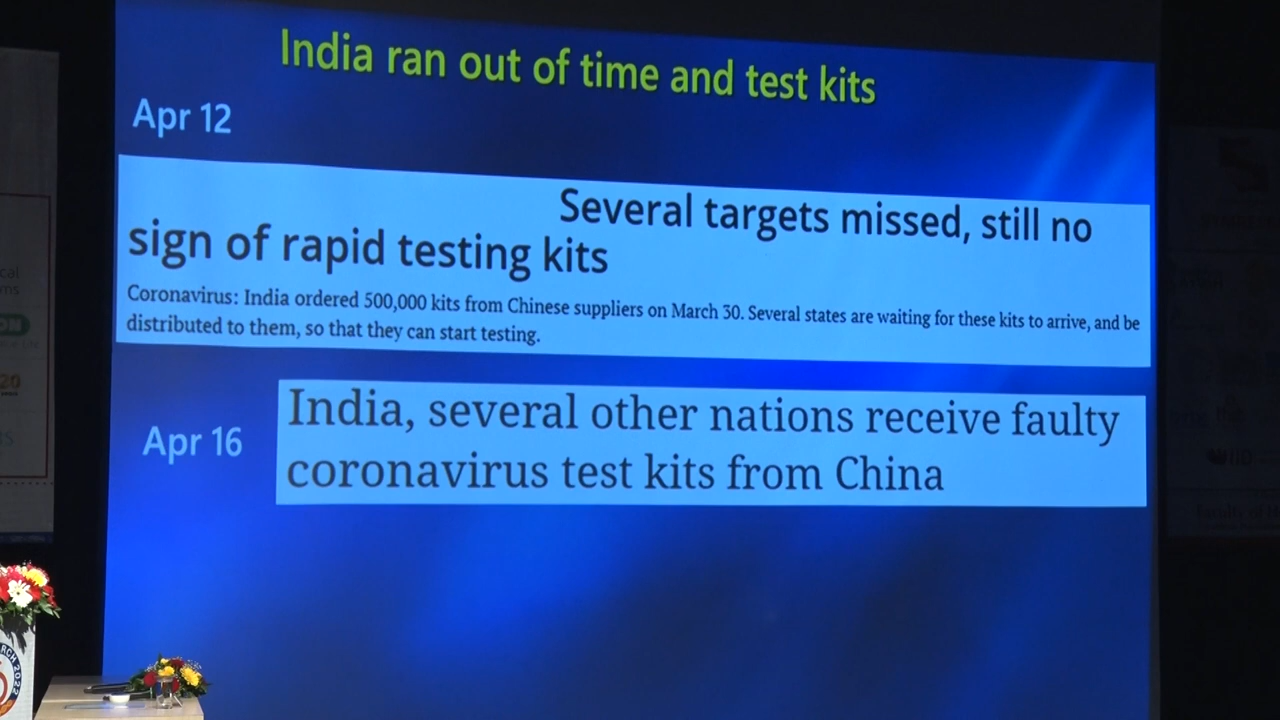 India ran out of time and test kits
Apr 12
Several targets missed, still no
sign of rapid testing kits
Coronavirus: India ordered 500,000 kits from Chinese suppliers on March 30. Several states are waiting for these kits to arrive, and be
distributed to them, so that they can start testing.
Apr 16
India, several other nations receive faulty
coronavirus test kits from China